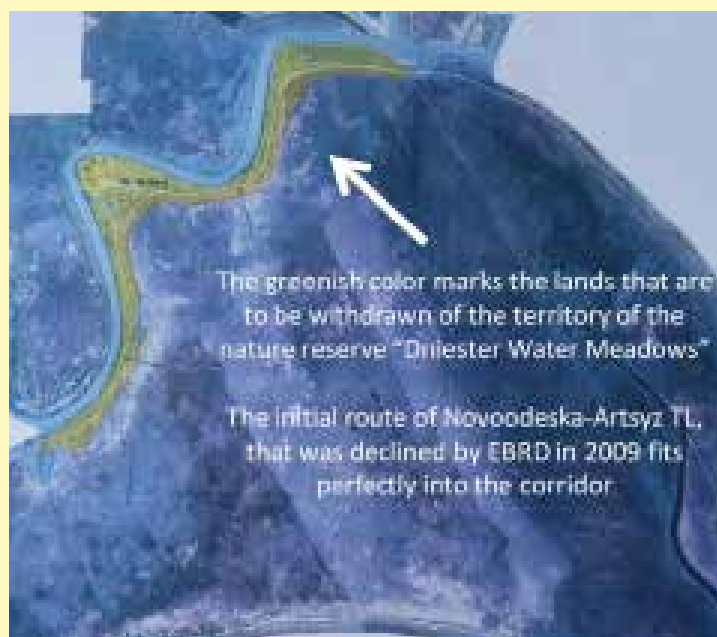 The greenish color marks the lands that are
to be withdrawn of the territory of the
nature reserve "Dniester Water Meadows"
The initial route of Novoodeska-Artsyz TL,
that was declined by EBRD in 2009 fits
perfectly into the corridor